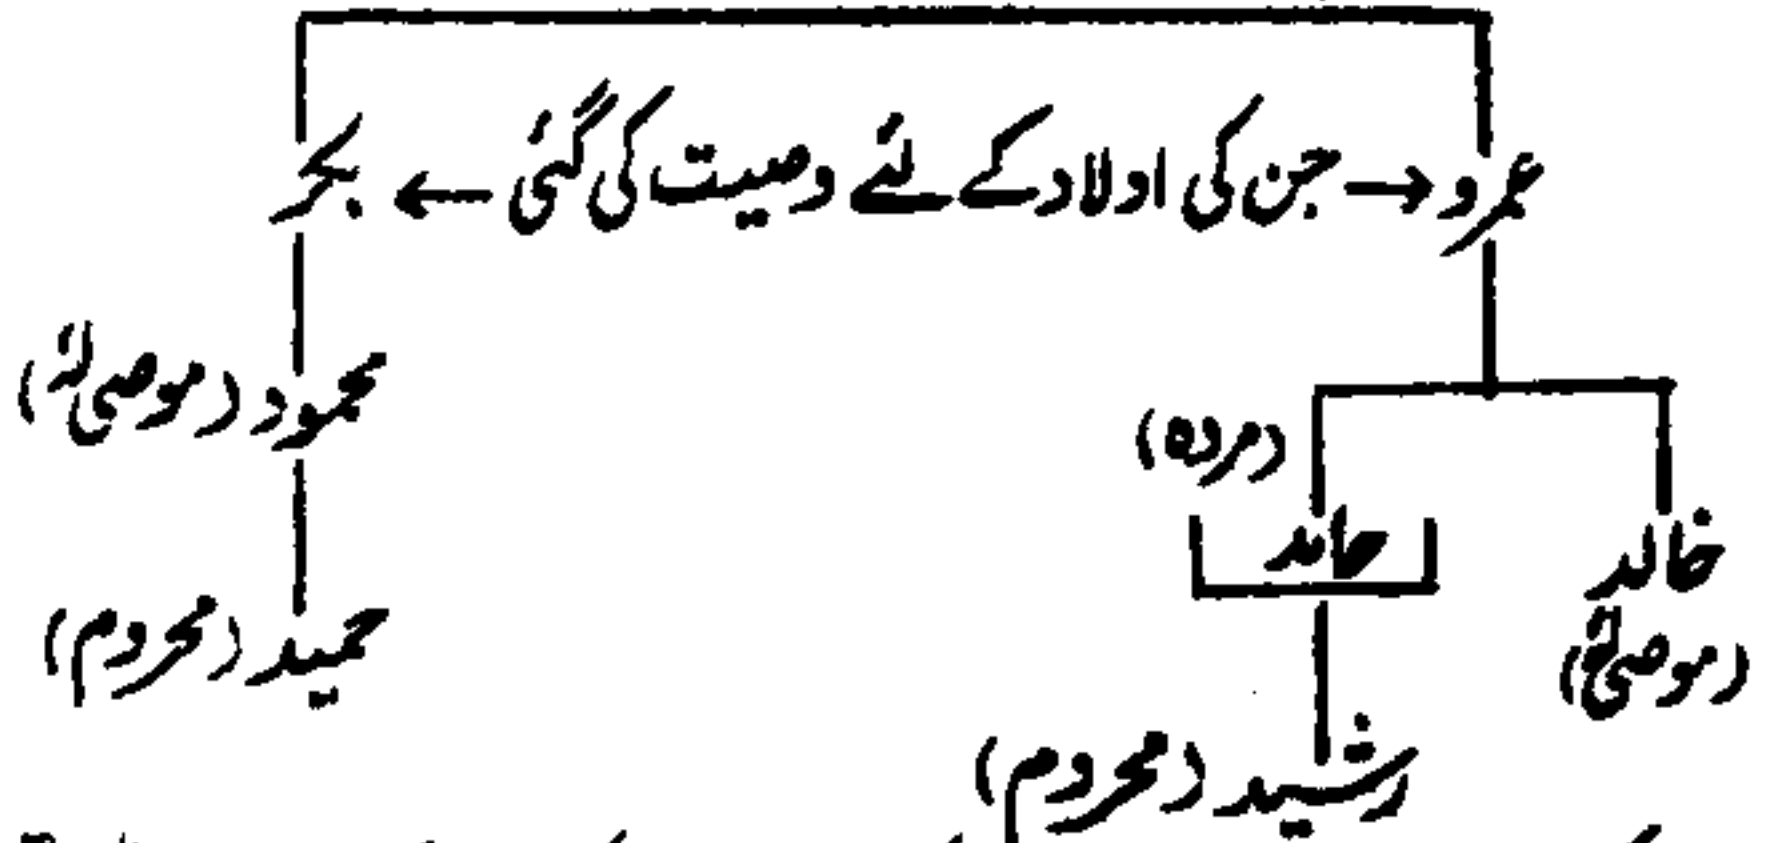 عمرو → جن کی اولاد کے لئے وصیت کی گئی ← بکر
محمود (موصیٰ لہٗ)
(مردہ)
خالد
حامد
(موصیٰ لہٗ)
حمید (محروم)
رشید (محروم)